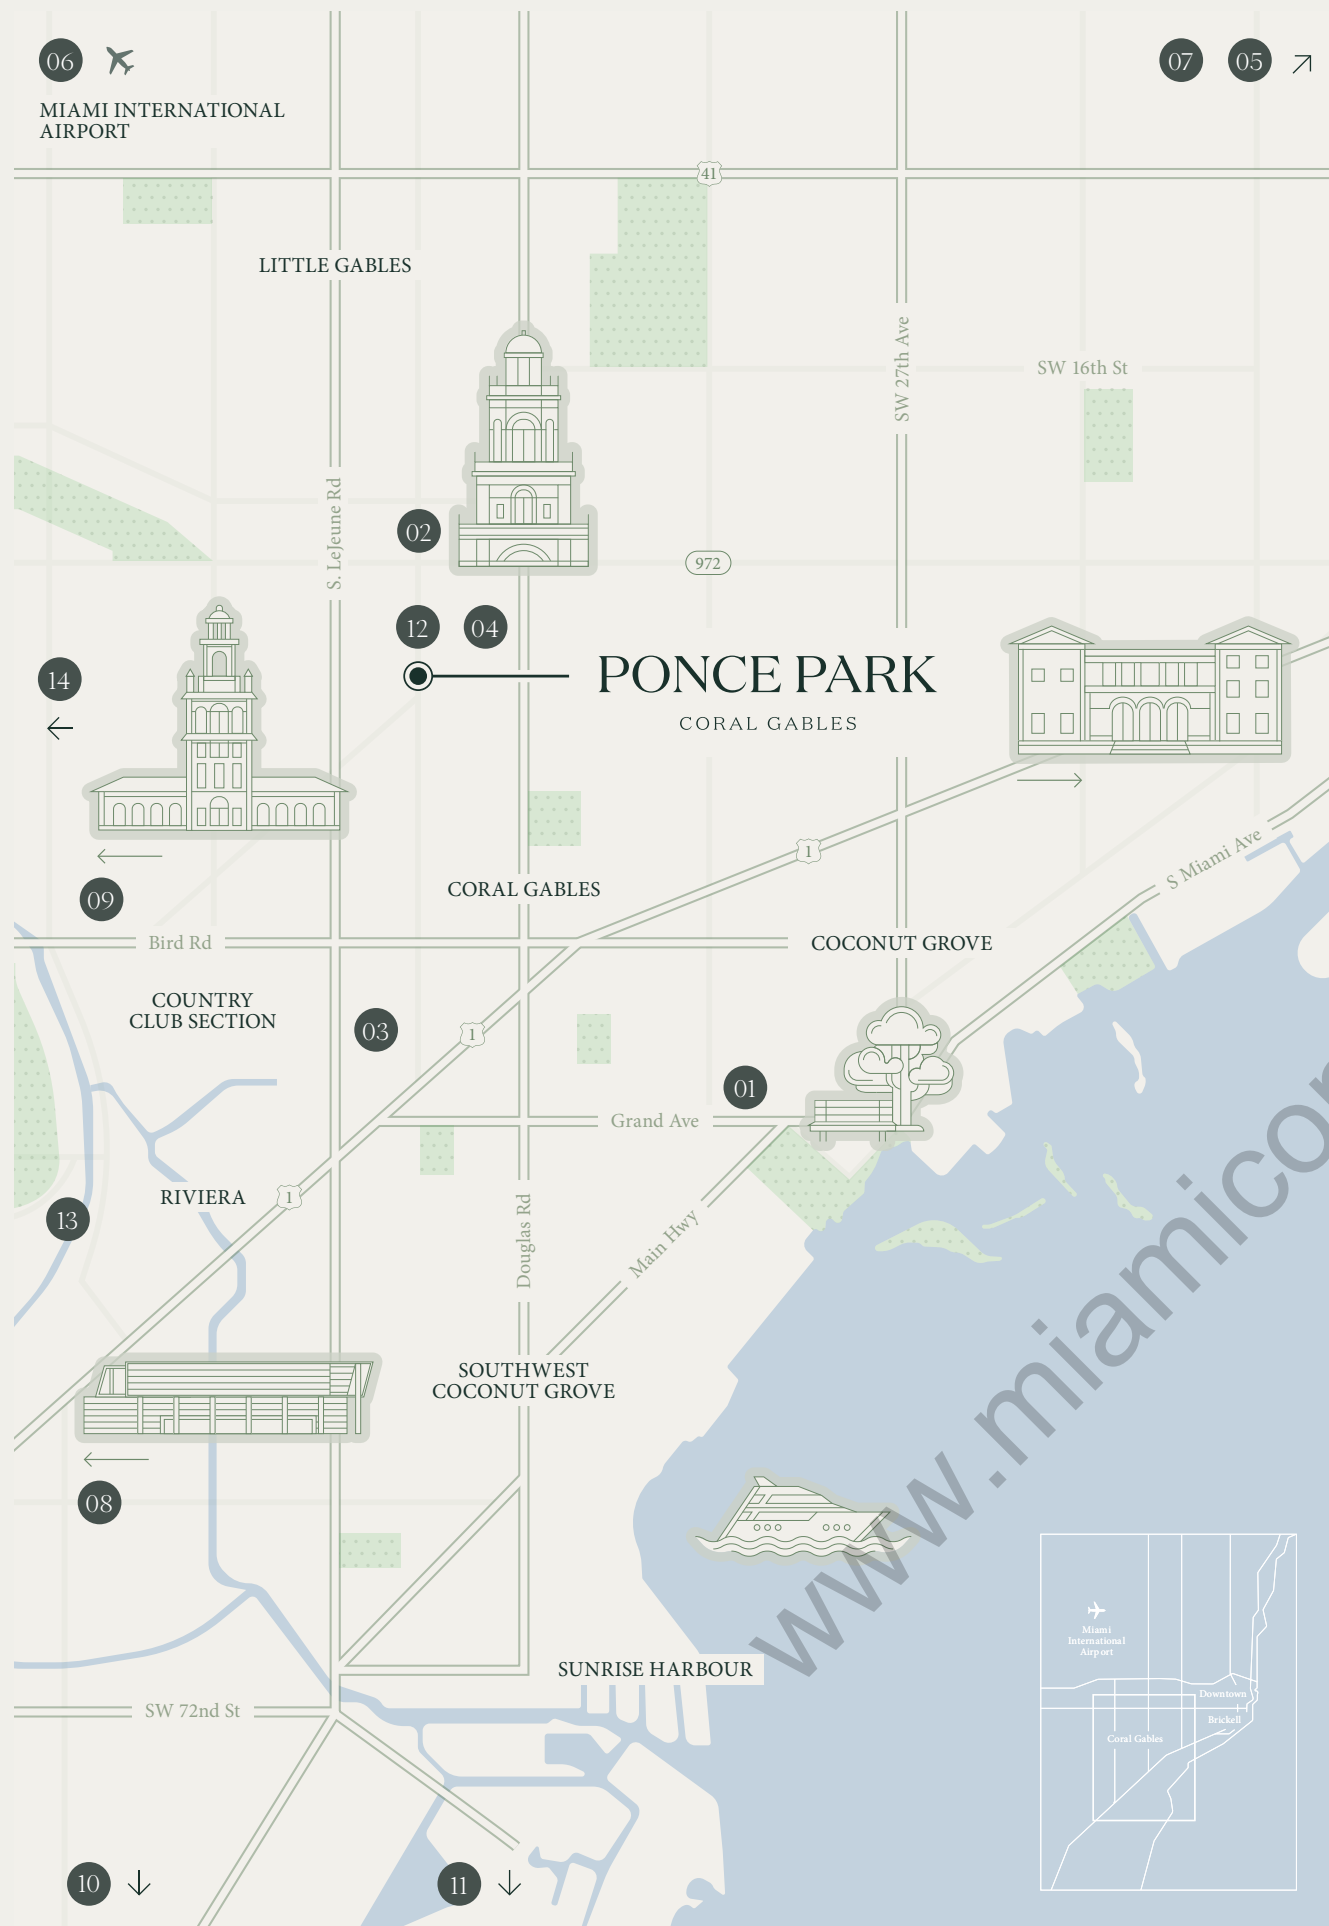 06
07
05
MIAMI INTERNATIONAL
AIRPORT
41
LITTLE GABLES
SW 27th Ave
SW 16th St
S. LeJeune Rd
02
972
12
04
14
PONCE PARK
CORAL GABLES
1
S Miami Ave
CORAL GABLES
09
Bird Rd
COCONUT GROVE
COUNTRY
CLUB SECTION
03
1
01
Grand Ave
RIVIERA
1
13
Douglas Rd
Main Hwy
SOUTHWEST
COCONUT GROVE
08
www.miamico
Miami
International
Airport
SUNRISE HARBOUR
Downtown
SW 72nd St
Brickell
Coral Gables
10
11